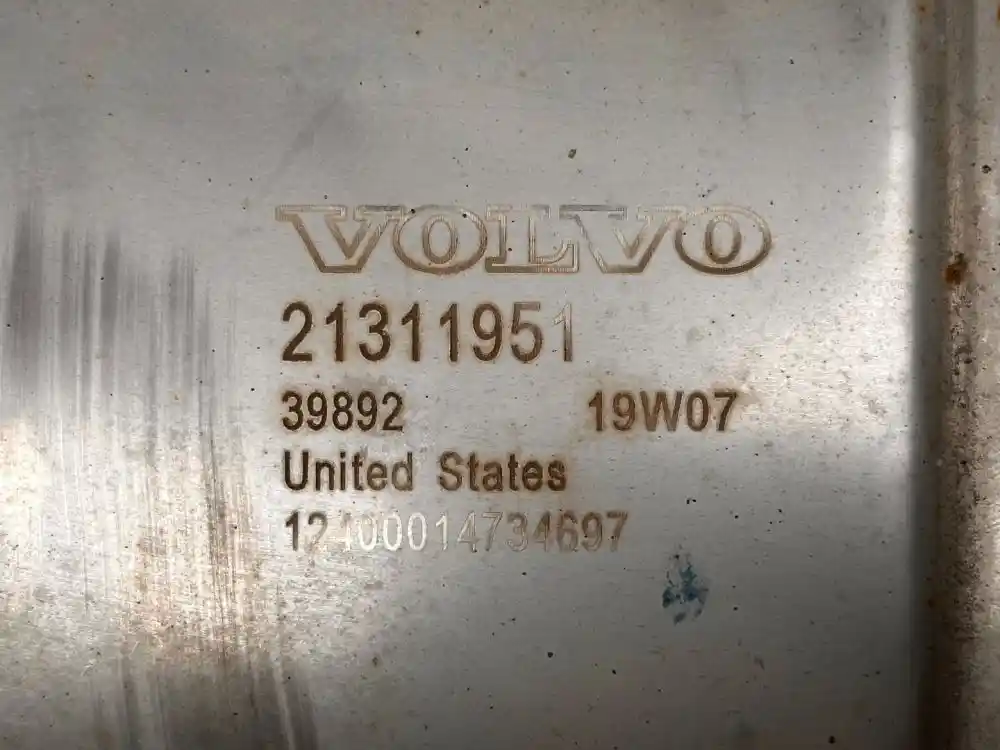 VOLVO
21311951
39892 19W07
United States
12400014734697